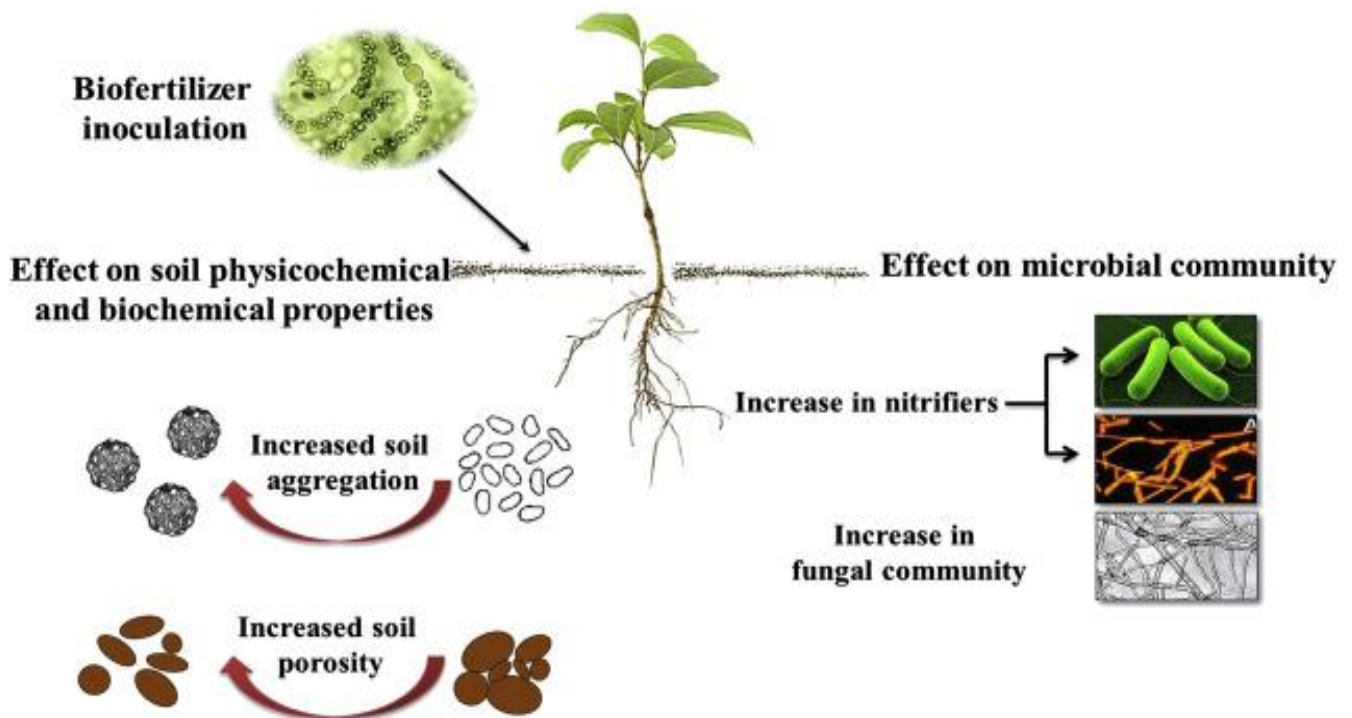 Biofertilizer
inoculation
Effect on soil physicochemical
and biochemical properties
Effect on microbial community
Increase in nitrifiers
Increased soil
aggregation
Increase in
fungal community
Increased soil
porosity